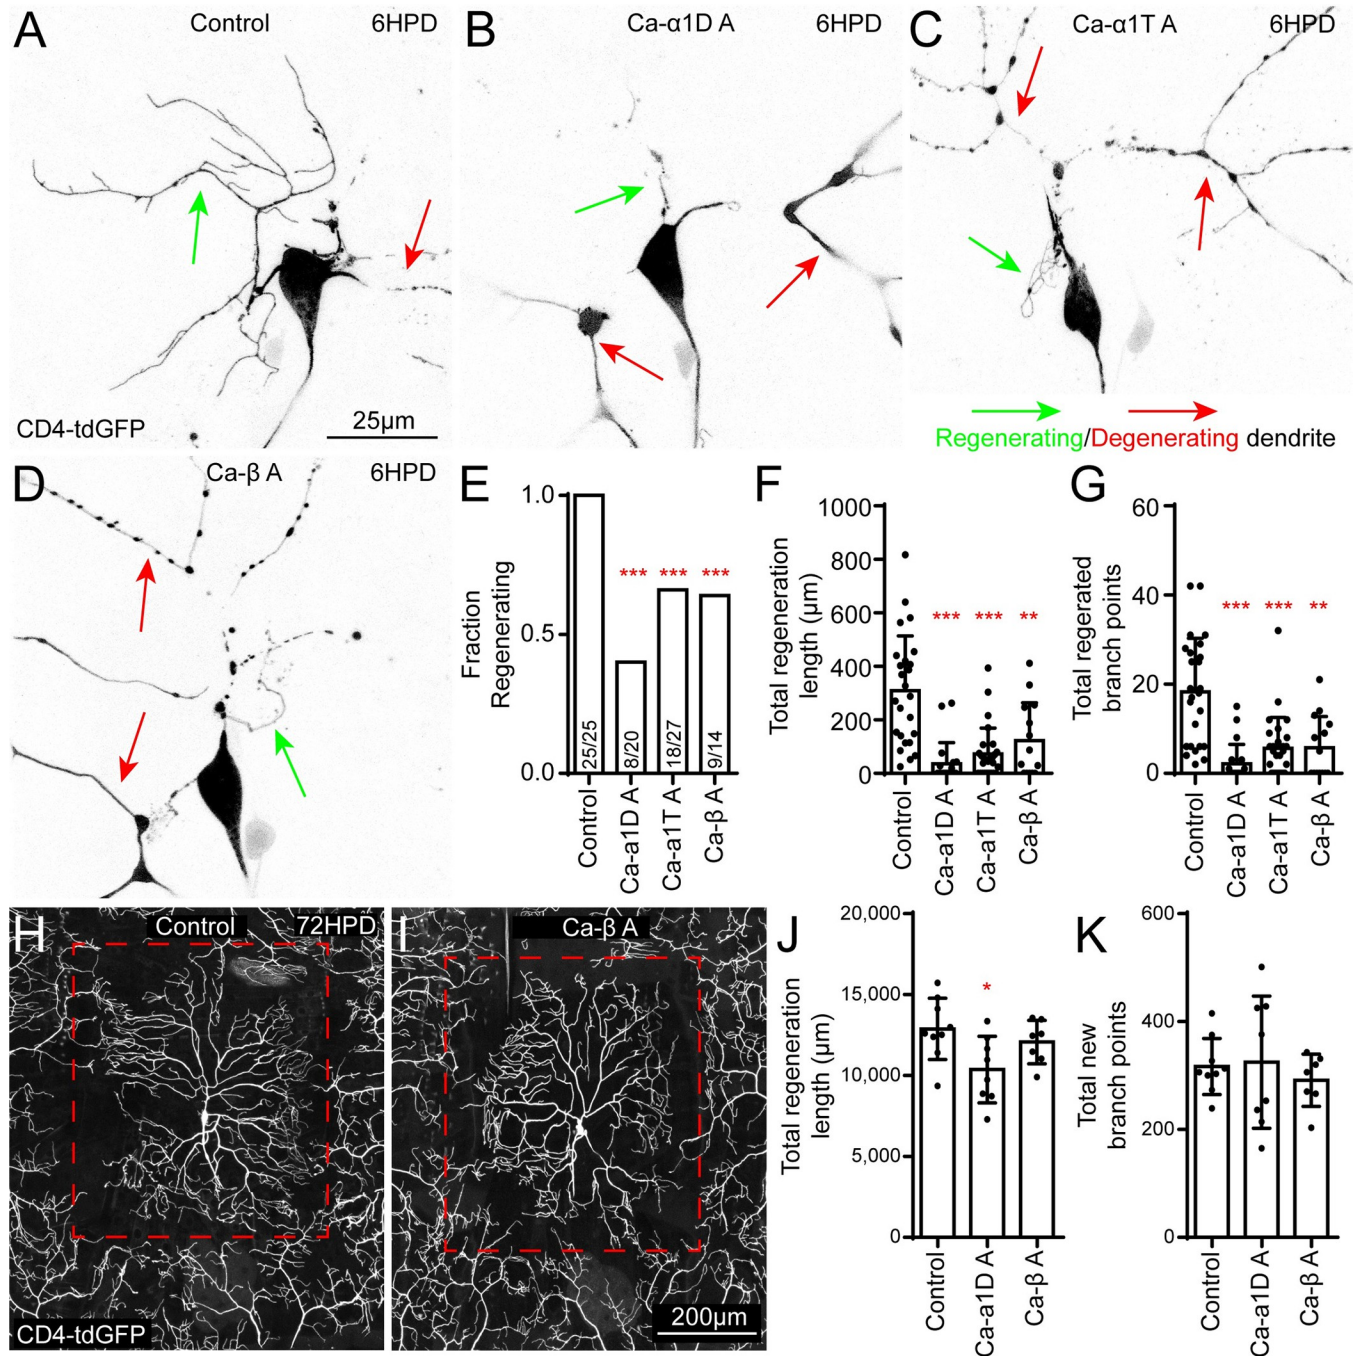 A
Control
6HPD
CD4-tdGFP
25μm
B
Ca-α1D A
6HPD
C
Ca-α1T A
6HPD
Regenerating/Degenerating dendrite
D
Ca-β A
6HPD
E
Fraction
Regenerating
1.0
0.5
0.0
***
***
***
25/25
8/20
18/27
9/14
Control
Ca-a1D A
Ca-a1T A
Ca-β A
F
Total regeneration
length (μm)
1000
800
600
400
200
0
***
***
**
Control
Ca-a1D A
Ca-a1T A
Ca-β A
G
Total regerated
branch points
60
40
20
0
***
***
**
Control
Ca-a1D A
Ca-a1T A
Ca-β A
H
Control
72HPD
CD4-tdGFP
I
Ca-β A
200μm
J
Total regeneration
length (μm)
20,000
15,000
10,000
5,000
0
*
Control
Ca-a1D A
Ca-β A
K
Total new
branch points
600
400
200
0
Control
Ca-a1D A
Ca-β A